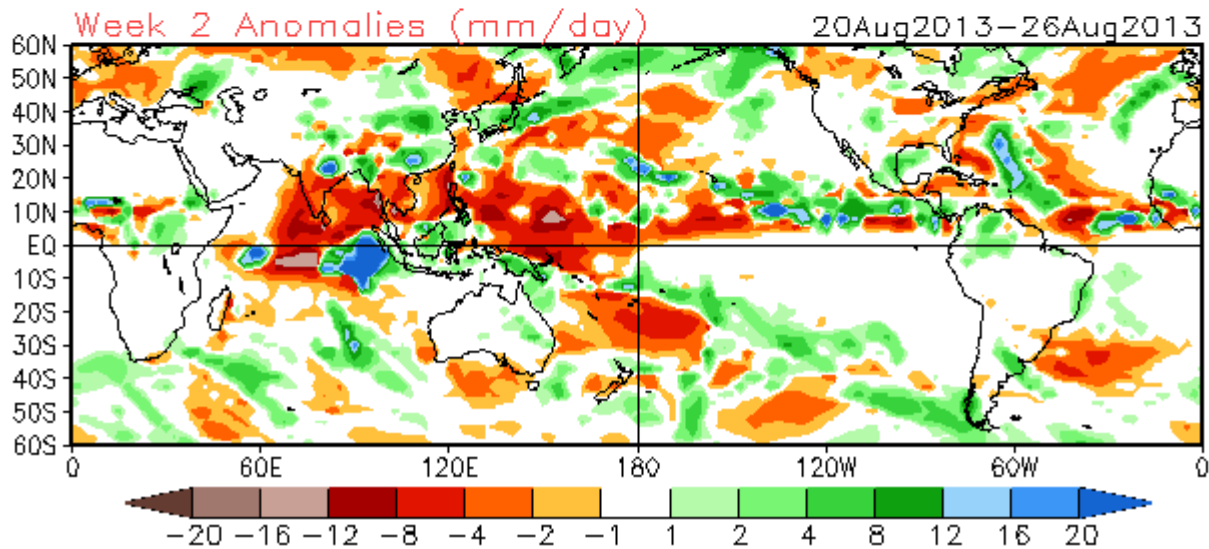 Week 2 Anomalies (mm/day) 20Aug2013-26Aug2013
60N
50N
40N
30N
20N
10N
EQ
10S
20S
30S
40S
50S
60S
0 60E 120E 180 120W 60W 0
-20 -16 -12 -8 -4 -2 -1 1 2 4 8 12 16 20